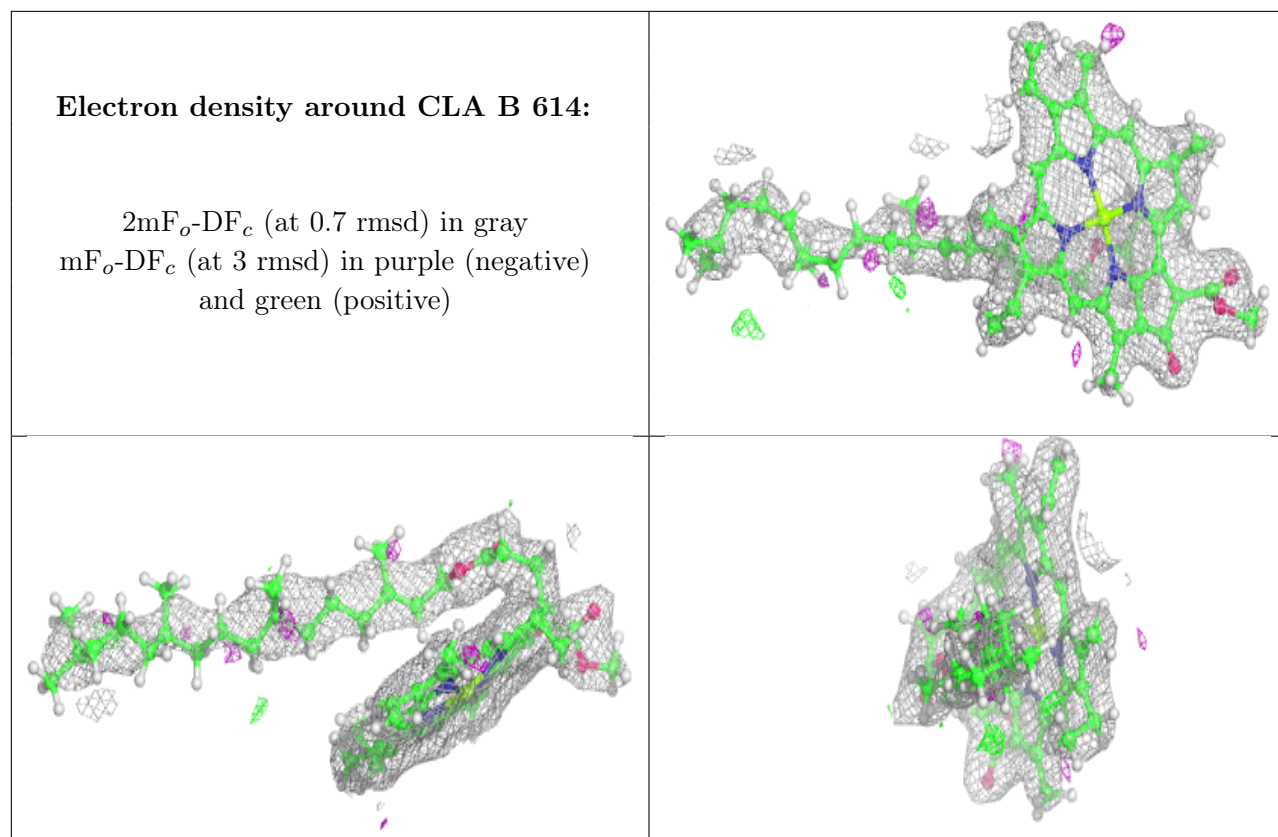 Electron density around CLA B 614:
2mFo-DFc (at 0.7 rmsd) in gray
mFo-DFc (at 3 rmsd) in purple (negative)
and green (positive)